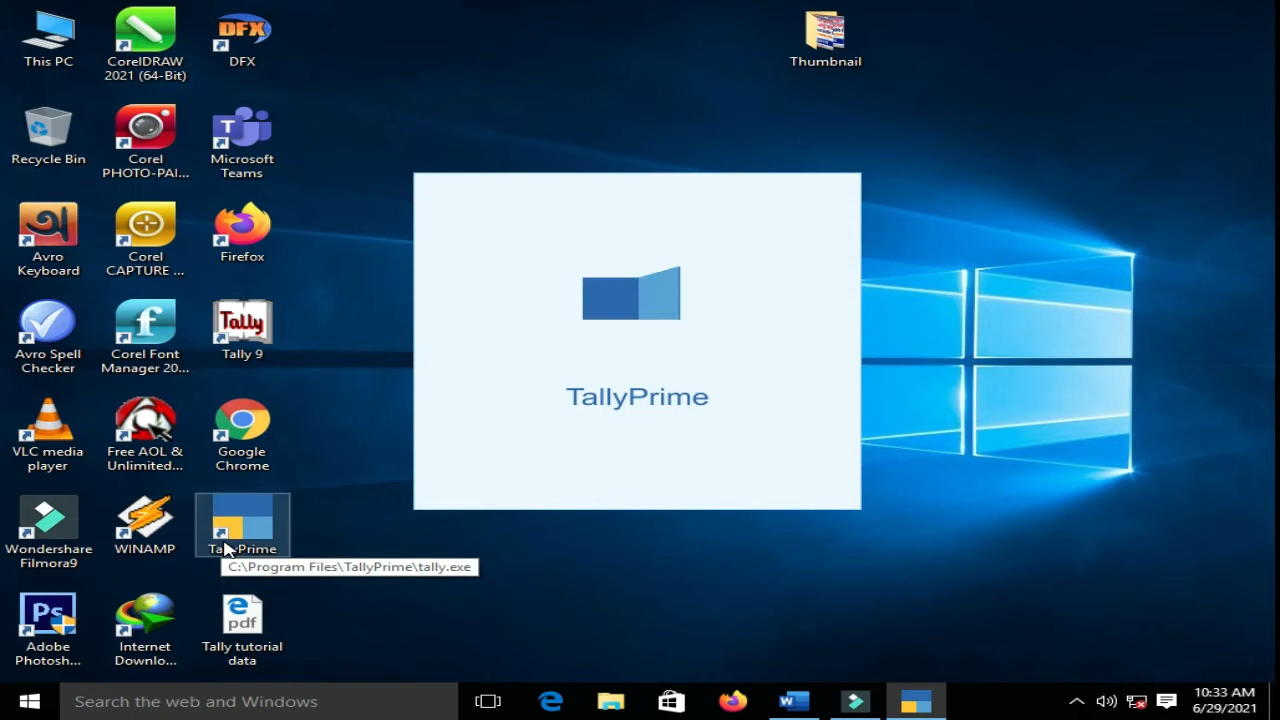 This PC
CorelDRAW
2021 (64-Bit)
DFX
DFX
Thumbnail
Recycle Bin
Corel
PHOTO-PAI...
T
Microsoft
Teams
অ
Avro
Keyboard
Corel
CAPTURE ...
Firefox
Avro Spell
Checker
f
Corel Font
Manager 20...
Tally
Tally 9
TallyPrime
VLC media
player
Free AOL &
Unlimited...
Google
Chrome
Wondershare
Filmora9
WINAMP
TallyPrime
C:\Program Files\TallyPrime\tally.exe
Ps
Adobe
Photosh...
Internet
Downlo...
pdf
Tally tutorial
data
Search the web and Windows
W
10:33 AM
6/29/2021